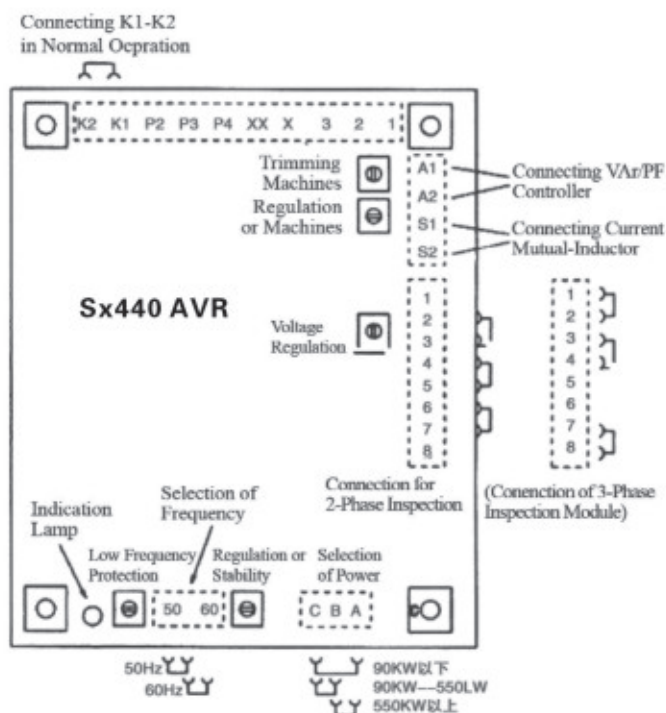 Connecting K1-K2
in Normal Ocpration
K2 K1 P2 P3 P4 XX X 3 2 1
Trimming
Machines
Regulation
or Machines
A1
A2
S1
S2
Connecting VAr/PF
Controller
Connecting Current
Mutual-Inductor
Sx440 AVR
Voltage
Regulation
1
2
3
4
5
6
7
8
1
2
3
4
5
6
7
8
Connection for
2-Phase Inspection
(Conenction of 3-Phase
Inspection Module)
Indication
Lamp
Selection of
Frequency
Low Frequency
Protection
Regulation or
Stability
Selection
of Power
50 60
C B A
50Hz
60Hz
90KW以下
90KW--550LW
550KW以上